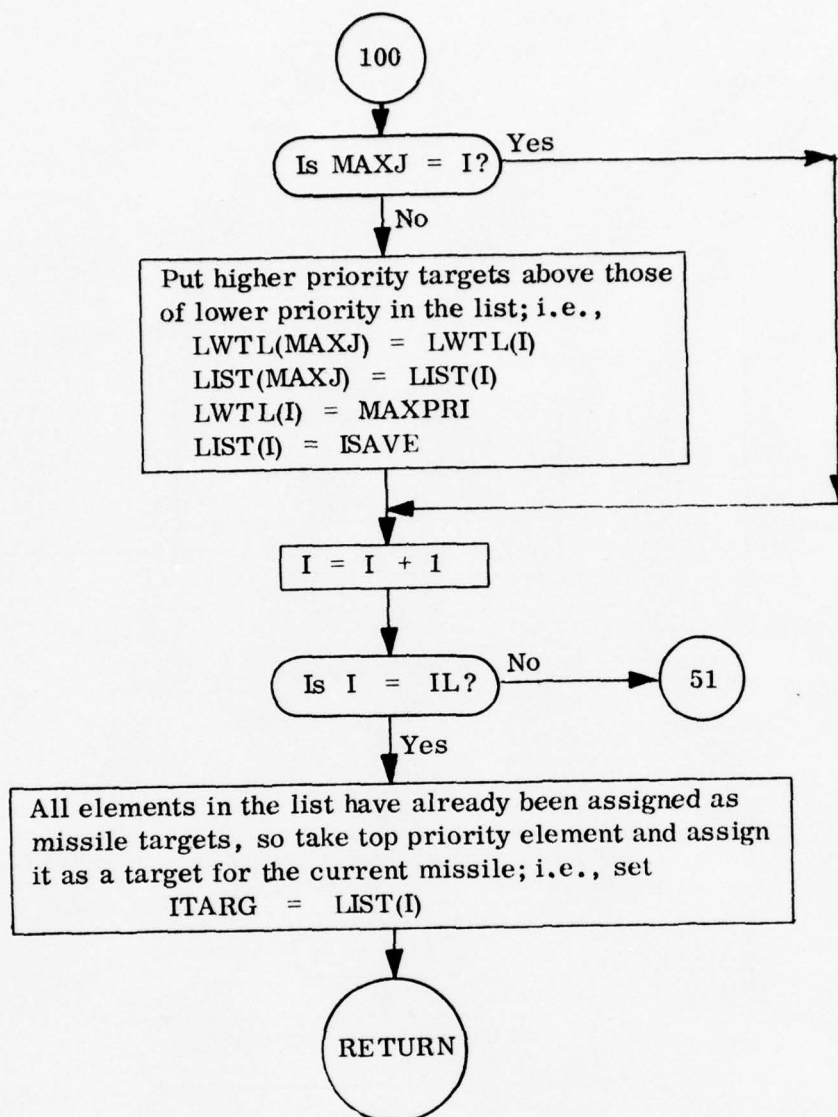 100
Is MAXJ = I?
Yes
No
Put higher priority targets above those
of lower priority in the list; i.e.,
LWTL(MAXJ) = LWTL(I)
LIST(MAXJ) = LIST(I)
LWTL(I) = MAXPRI
LIST(I) = ISAVE
I = I + 1
Is I = IL?
No
51
Yes
All elements in the list have already been assigned as
missile targets, so take top priority element and assign
it as a target for the current missile; i.e., set
ITARG = LIST(I)
RETURN